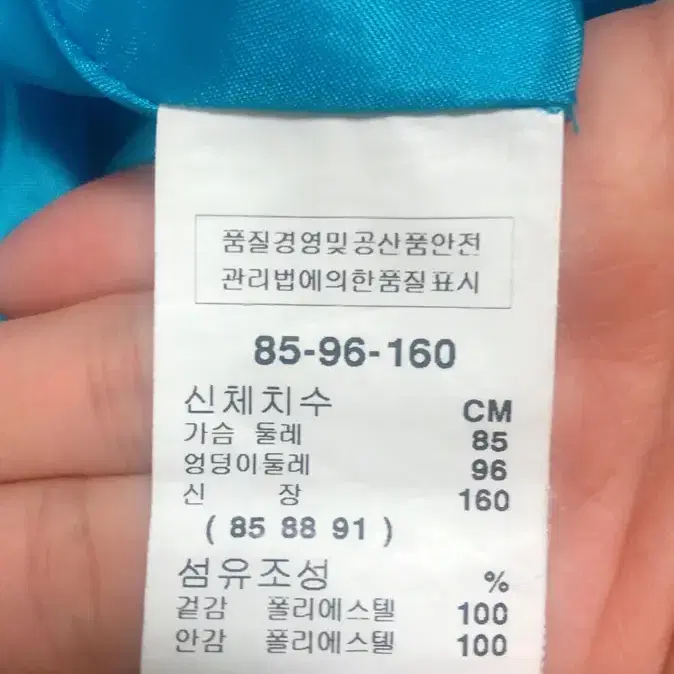 품질경영및공산품안전
관리법에의한품질표시
85-96-160
신체치수 CM
가슴 둘레 85
엉덩이둘레 96
신 장 160
( 85 88 91 )
섬유조성 %
겉감 폴리에스텔 100
안감 폴리에스텔 100